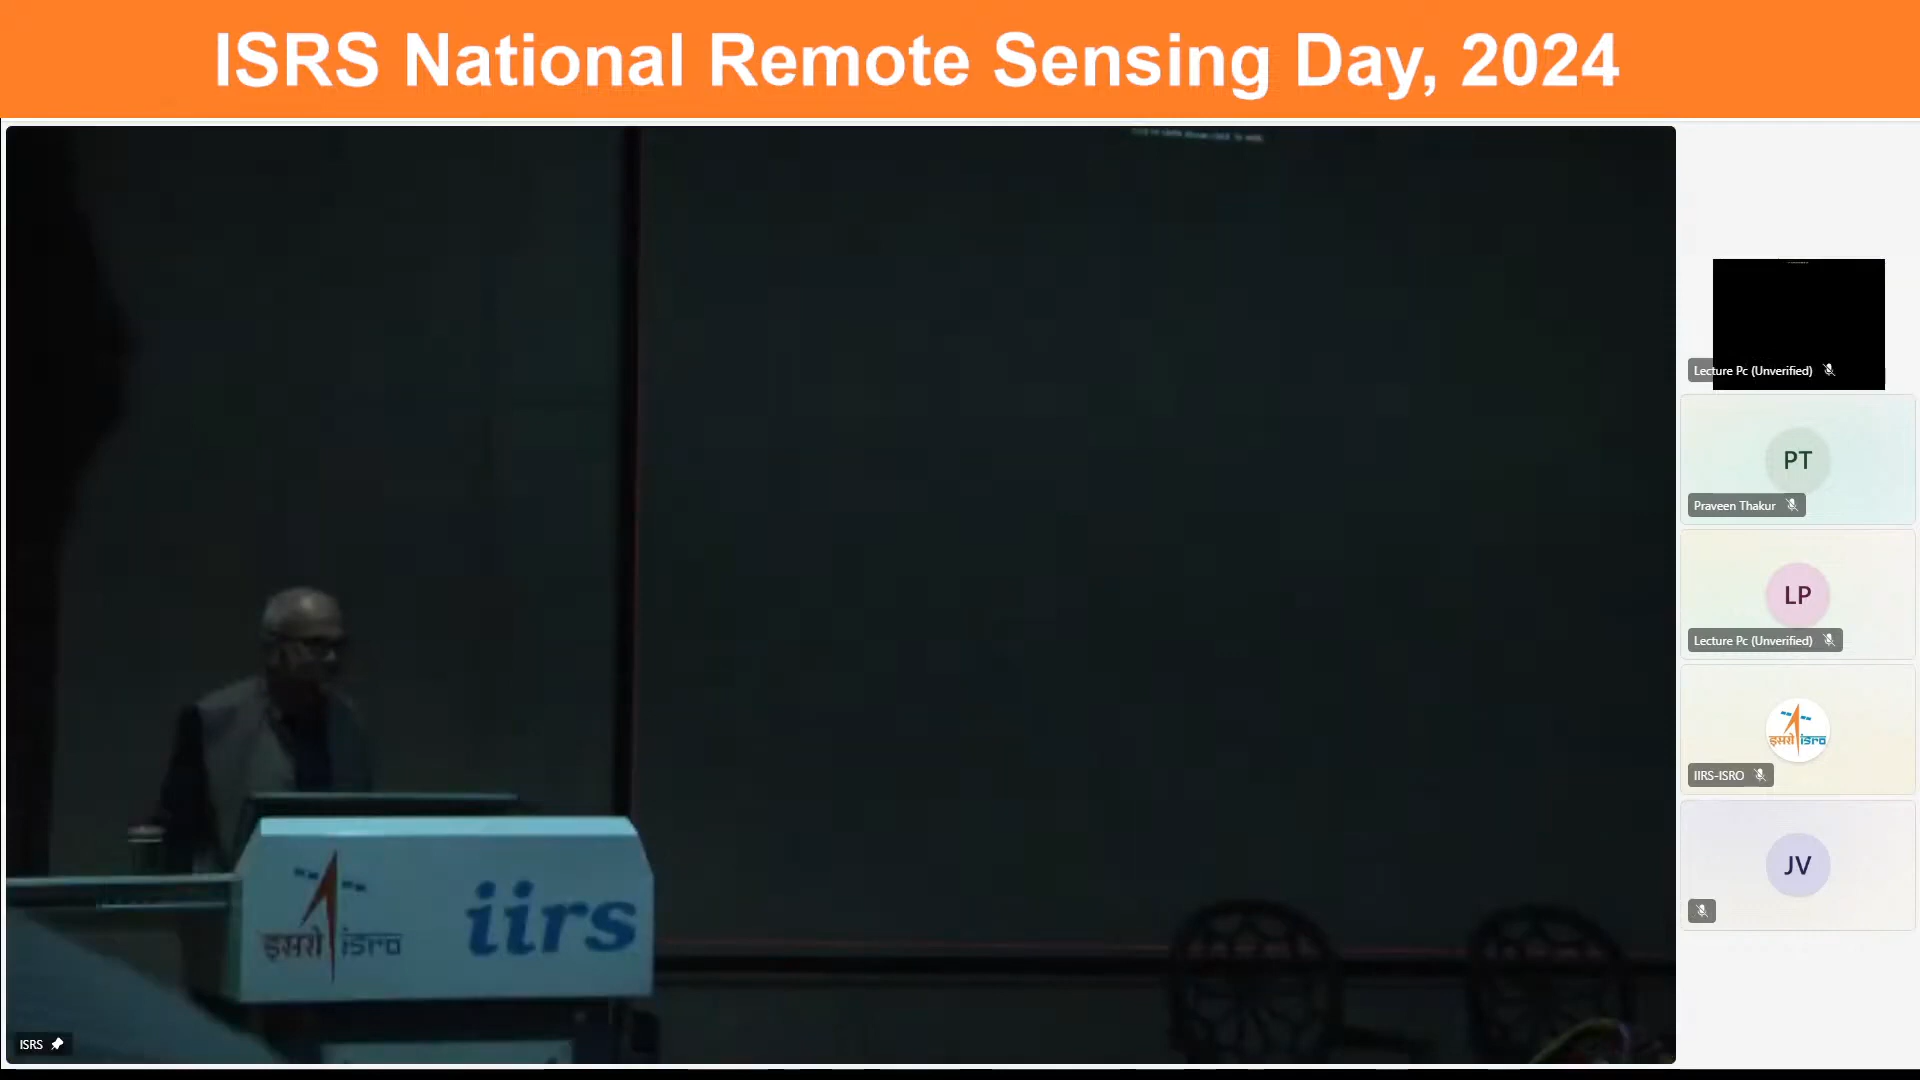 ISRS National Remote Sensing Day, 2024
Lecture Pc (Unverified)
PT
Praveen Thakur
LP
Lecture Pc (Unverified)
इसरो isro
IIRS-ISRO
JV
इसरो isro
iirs
ISRS